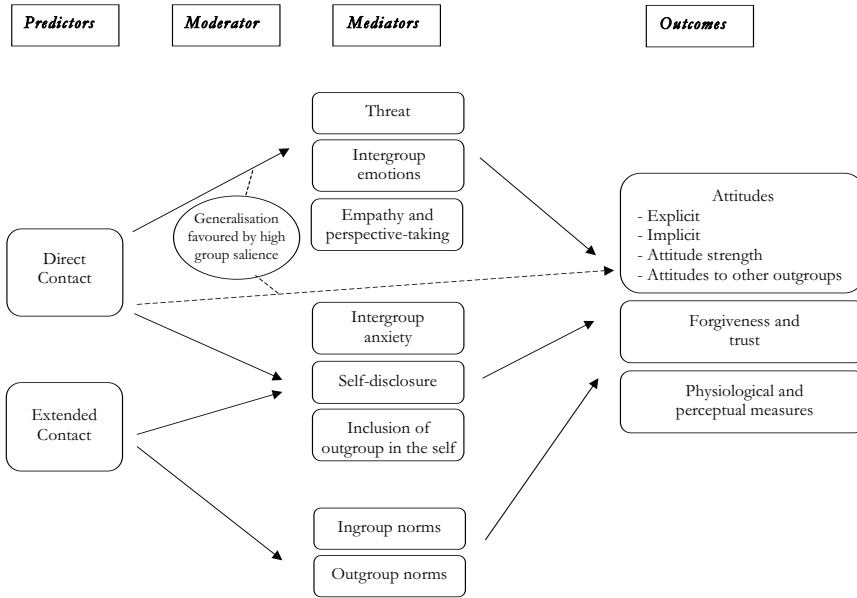 Predictors
Moderator
Mediators
Outcomes
Threat
Intergroup
emotions
Empathy and
perspective-taking
Generalisation
favoured by high
group salience
Direct
Contact
Extended
Contact
Intergroup
anxiety
Self-disclosure
Inclusion of
outgroup in the self
Ingroup norms
Outgroup norms
Attitudes
- Explicit
- Implicit
- Attitude strength
- Attitudes to other outgroups
Forgiveness and
trust
Physiological and
perceptual measures